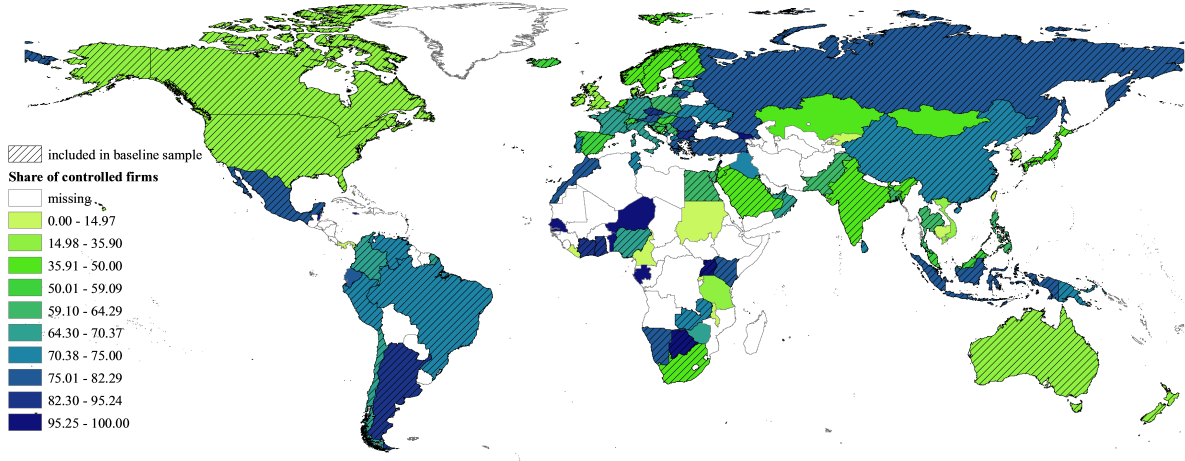 included in baseline sample
Share of controlled firms
missing
0.00 - 14.97
14.98 - 35.90
35.91 - 50.00
50.01 - 59.09
59.10 - 64.29
64.30 - 70.37
70.38 - 75.00
75.01 - 82.29
82.30 - 95.24
95.25 - 100.00